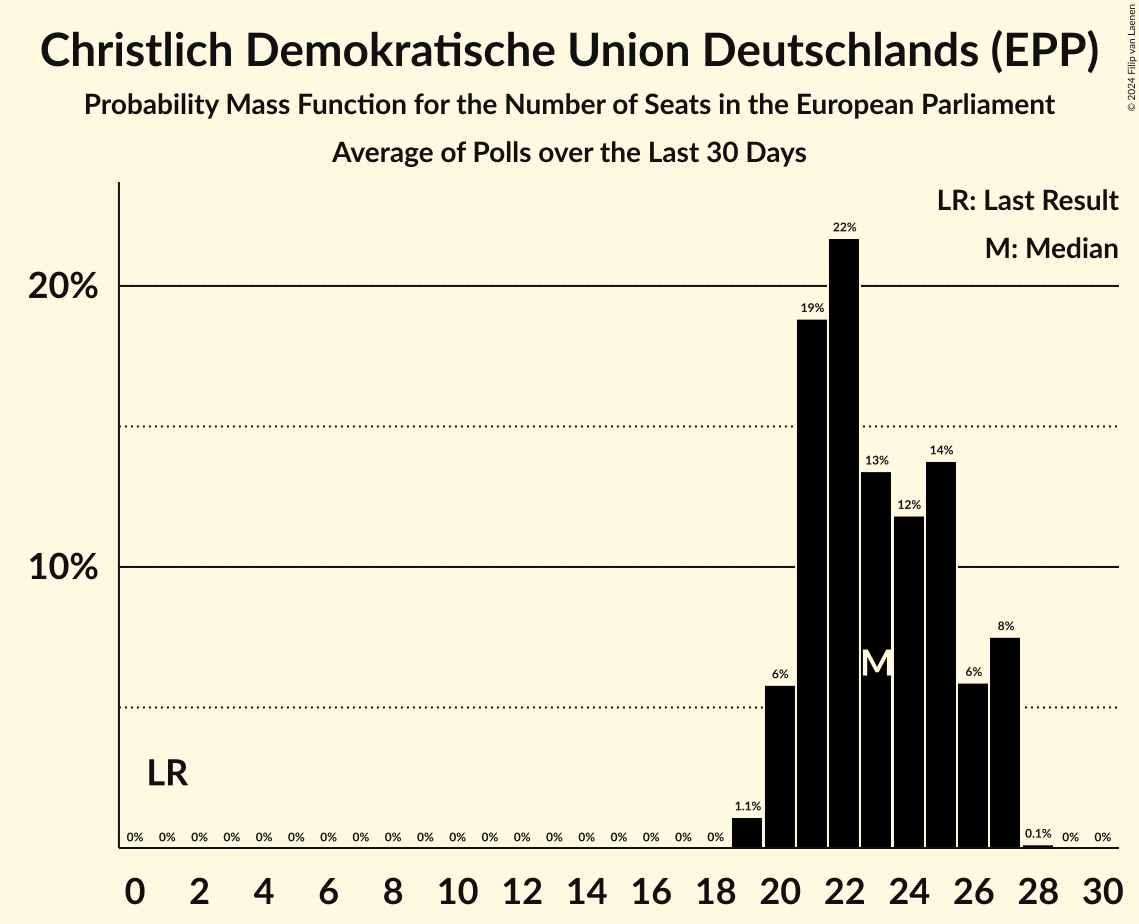 Christlich Demokratische Union Deutschlands (EPP)
Probability Mass Function for the Number of Seats in the European Parliament
Average of Polls over the Last 30 Days
© 2024 Filip van Laenen
LR: Last Result
M: Median
22%
20%
19%
14%
13%
12%
10%
8%
M
6%
6%
LR
1.1%
0% 0% 0% 0% 0% 0% 0% 0% 0% 0% 0% 0% 0% 0% 0% 0% 0% 0% 0% 0.1% 0% 0%
0 2 4 6 8 10 12 14 16 18 20 22 24 26 28 30